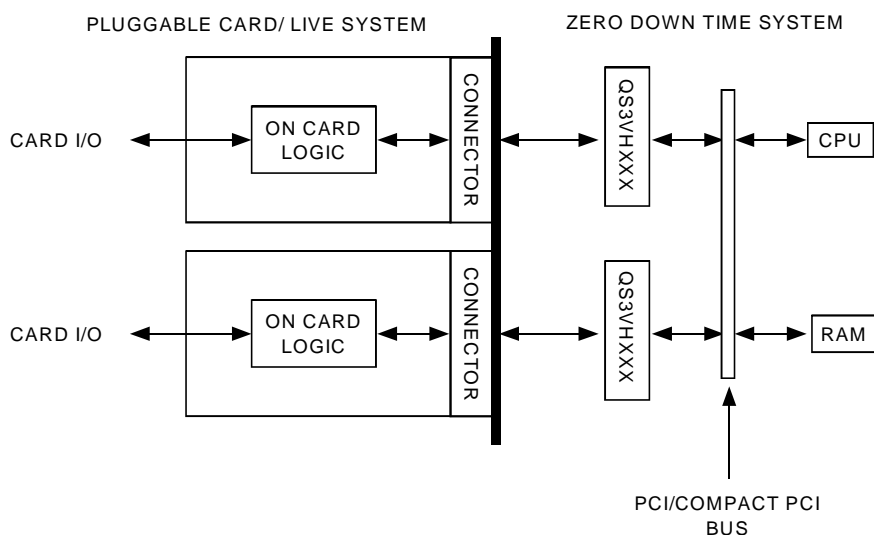 PLUGGABLE CARD/ LIVE SYSTEM
ZERO DOWN TIME SYSTEM
CARD I/O
ON CARD
LOGIC
CONNECTOR
QS3VHXXX
CPU
CARD I/O
ON CARD
LOGIC
CONNECTOR
QS3VHXXX
RAM
PCI/COMPACT PCI
BUS